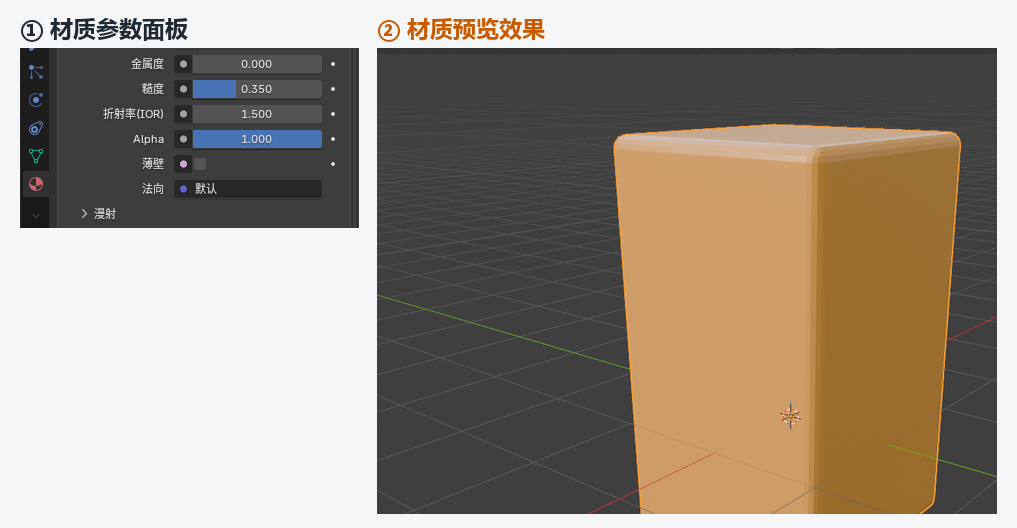 ① 材质参数面板
② 材质预览效果
金属度 0.000
糙度 0.350
折射率(IOR) 1.500
Alpha 1.000
薄壁
法向 默认
漫射